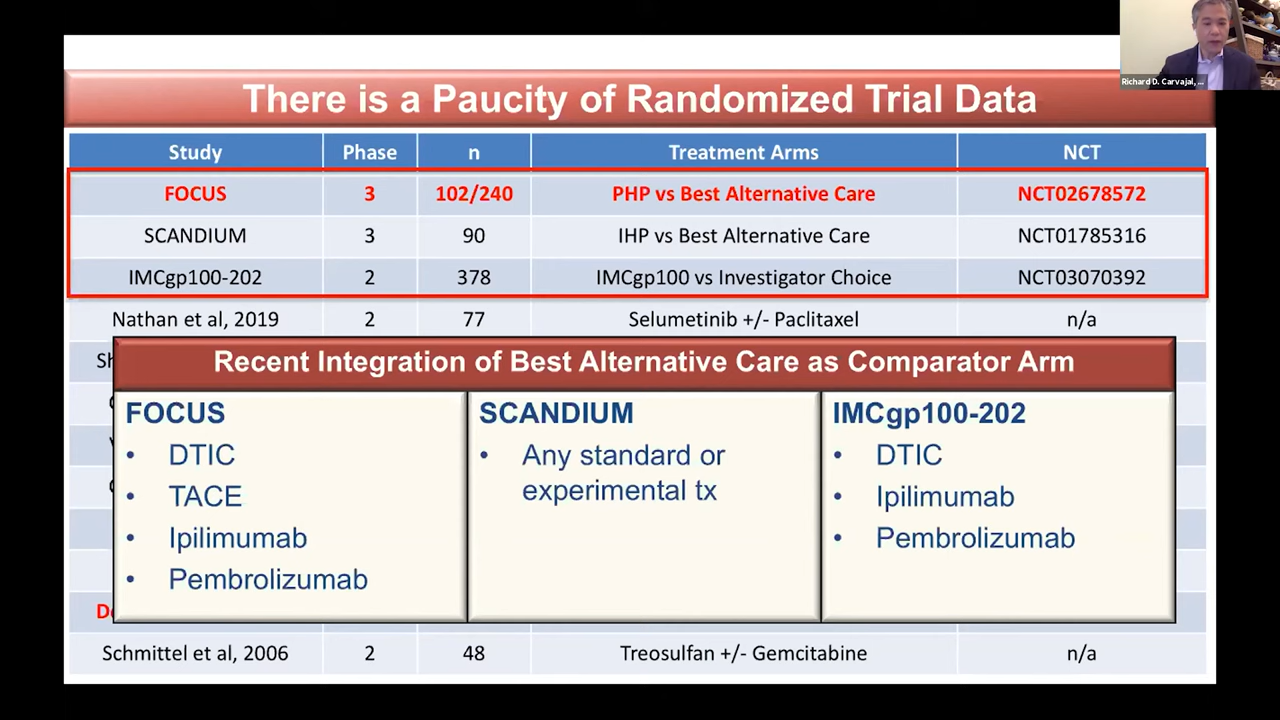 Richard D. Carvajal, ...
There is a Paucity of Randomized Trial Data
Study Phase n Treatment Arms NCT
FOCUS 3 102/240 PHP vs Best Alternative Care NCT02678572
SCANDIUM 3 90 IHP vs Best Alternative Care NCT01785316
IMCgp100-202 2 378 IMCgp100 vs Investigator Choice NCT03070392
Nathan et al, 2019 2 77 Selumetinib +/- Paclitaxel n/a
Recent Integration of Best Alternative Care as Comparator Arm
FOCUS
• DTIC
• TACE
• Ipilimumab
• Pembrolizumab
SCANDIUM
• Any standard or
experimental tx
IMCgp100-202
• DTIC
• Ipilimumab
• Pembrolizumab
Schmittel et al, 2006 2 48 Treosulfan +/- Gemcitabine n/a